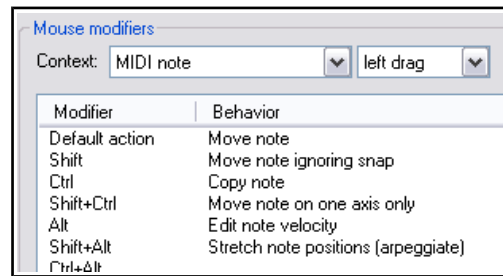 Mouse modifiers
Context: MIDI note left drag
Modifier Behavior
Default action Move note
Shift Move note ignoring snap
Ctrl Copy note
Shift+Ctrl Move note on one axis only
Alt Edit note velocity
Shift+Alt Stretch note positions (arpeggiate)
Ctrl+Alt